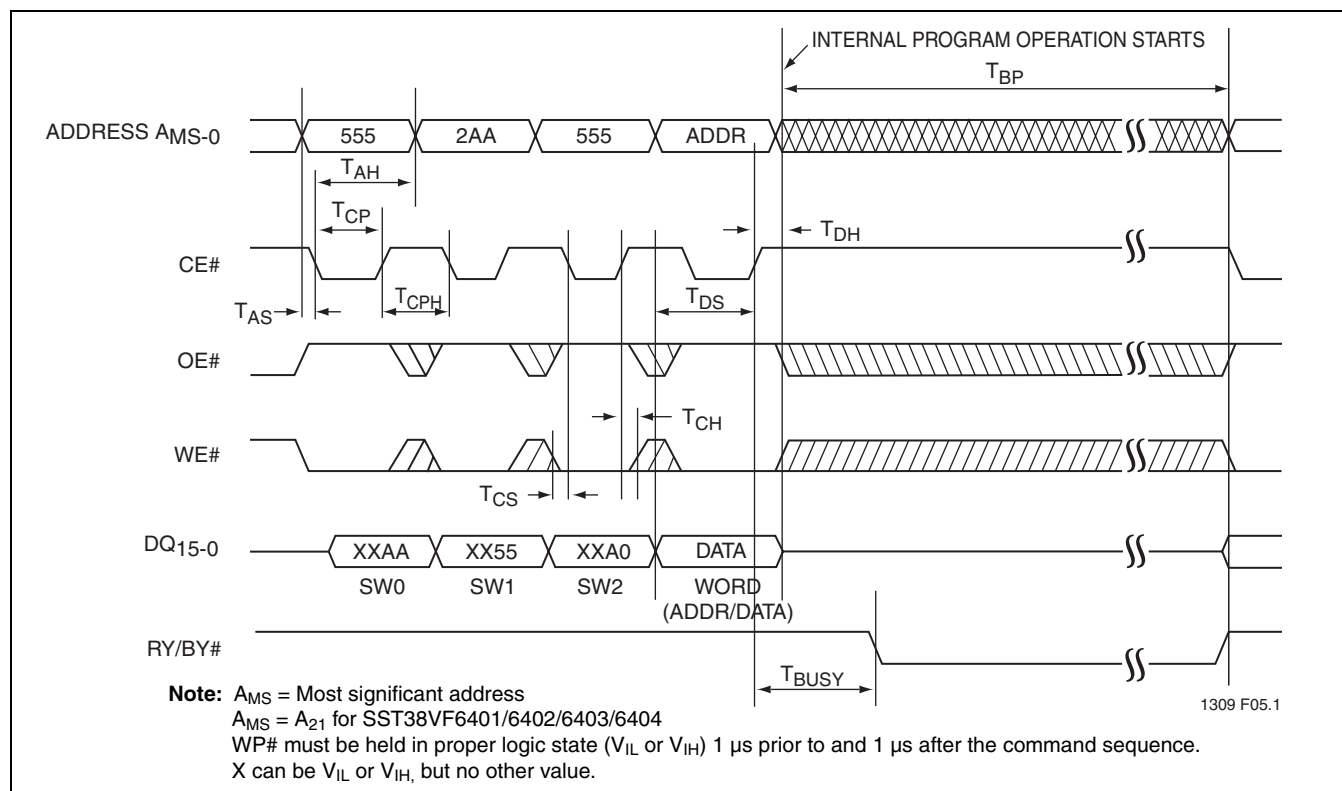 INTERNAL PROGRAM OPERATION STARTS
TBP
ADDRESS AMS-0
555
2AA
555
ADDR
TAH
TCP
TDH
CE#
TAS
TCPH
TDS
OE#
TCH
WE#
TCS
DQ15-0
XXAA
XX55
XXA0
DATA
SW0
SW1
SW2
WORD
(ADDR/DATA)
RY/BY#
TBUSY
1309 F05.1
Note: AMS = Most significant address
AMS = A21 for SST38VF6401/6402/6403/6404
WP# must be held in proper logic state (VIL or VIH) 1 µs prior to and 1 µs after the command sequence.
X can be VIL or VIH, but no other value.